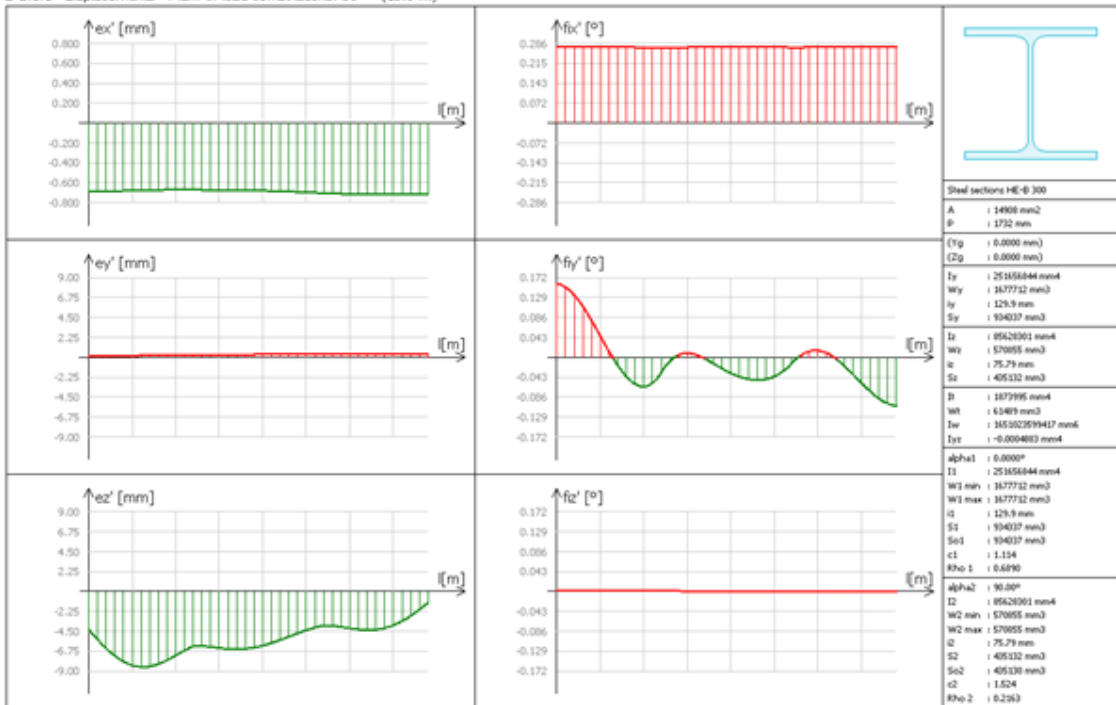 ex' [mm]
0.800
0.600
0.400
0.200
l[m]
-0.200
-0.400
-0.600
-0.800
fix' [º]
0.286
0.215
0.143
0.072
l[m]
-0.072
-0.143
-0.215
-0.286
ey' [mm]
9.00
6.75
4.50
2.25
l[m]
-2.25
-4.50
-6.75
-9.00
fiy' [º]
0.172
0.129
0.086
0.043
l[m]
-0.043
-0.086
-0.129
-0.172
ez' [mm]
9.00
6.75
4.50
2.25
l[m]
-2.25
-4.50
-6.75
-9.00
fiz' [º]
0.172
0.129
0.086
0.043
l[m]
-0.043
-0.086
-0.129
-0.172
Steel sections HE-B 300
A : 14908 mm2
P : 1732 mm
(Yg : 0.0000 mm)
(Zg : 0.0000 mm)
Iy : 251656844 mm4
Wy : 1677712 mm3
iy : 129.9 mm
Sy : 934037 mm3
Iz : 85628301 mm4
Wz : 570855 mm3
iz : 75.79 mm
Sz : 435132 mm3
It : 1873995 mm4
Wt : 61489 mm3
Iw : 1651023599417 mm6
Iyz : -0.0004883 mm4
alpha1 : 0.0000º
I1 : 251656844 mm4
W1 min : 1677712 mm3
W1 max : 1677712 mm3
i1 : 129.9 mm
S1 : 934037 mm3
So1 : 934037 mm3
c1 : 1.114
Rho 1 : 0.6890
alpha2 : 90.00º
I2 : 85628301 mm4
W2 min : 570855 mm3
W2 max : 570855 mm3
i2 : 75.79 mm
S2 : 435132 mm3
So2 : 435130 mm3
c2 : 1.524
Rho 2 : 0.2163